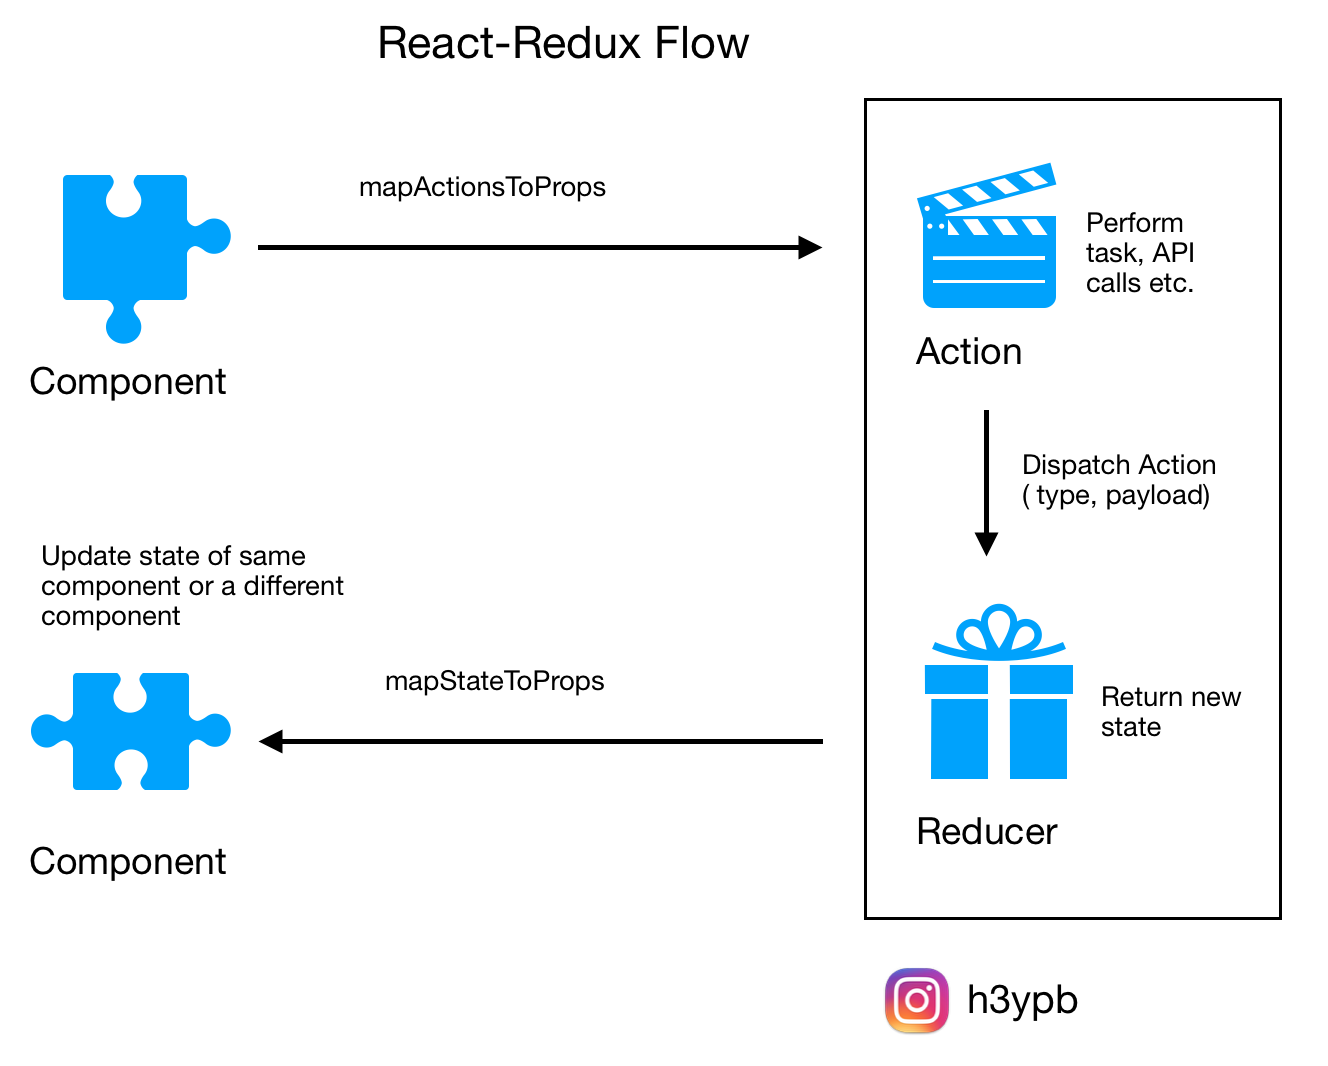 React-Redux Flow
mapActionsToProps
Perform
task, API
calls etc.
Component
Action
Dispatch Action
( type, payload)
Update state of same
component or a different
component
mapStateToProps
Return new
state
Reducer
Component
h3ypb